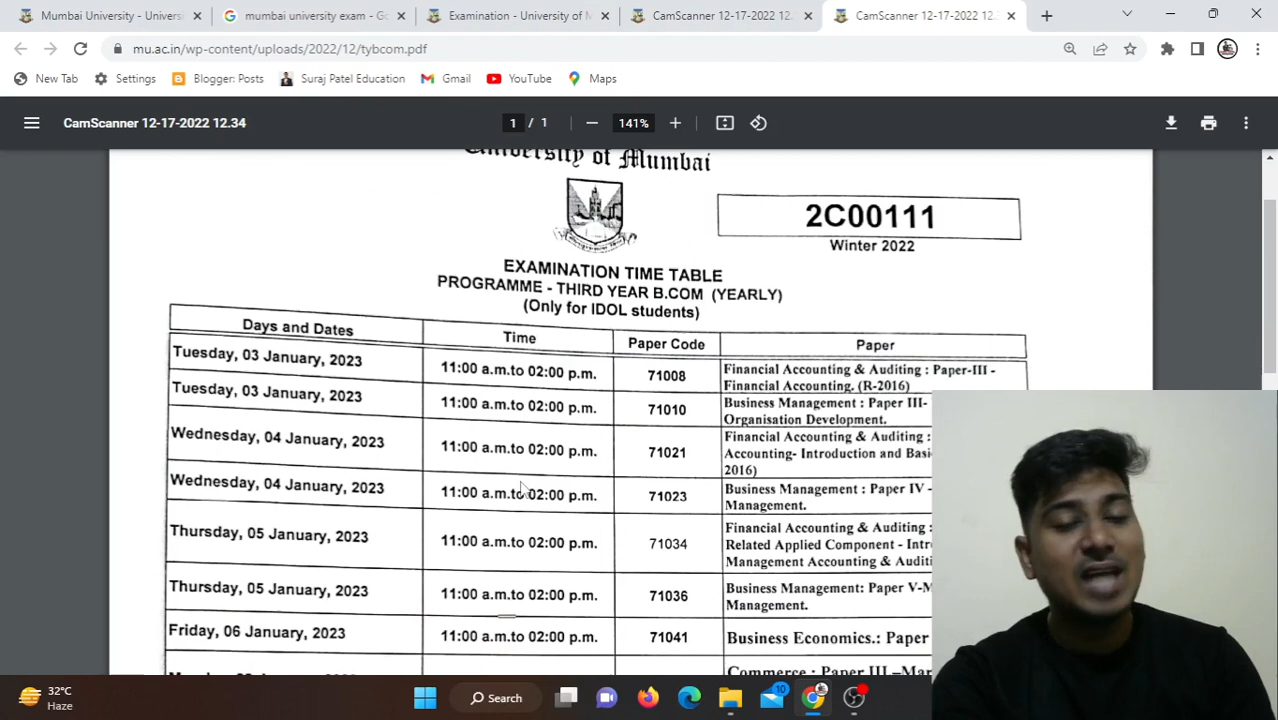 Mumbai University - Universi
mumbai university exam - Go
Examination - University of M
CamScanner 12-17-2022 12.
CamScanner 12-17-2022 12.
mu.ac.in/wp-content/uploads/2022/12/tybcom.pdf
New Tab Settings Blogger: Posts Suraj Patel Education Gmail YouTube Maps
CamScanner 12-17-2022 12.34
1 / 1
141%
University of Mumbai
2C00111
Winter 2022
EXAMINATION TIME TABLE
PROGRAMME - THIRD YEAR B.COM (YEARLY)
(Only for IDOL students)
Days and Dates Time Paper Code Paper
Tuesday, 03 January, 2023 11:00 a.m.to 02:00 p.m. 71008 Financial Accounting & Auditing : Paper-III -
Financial Accounting. (R-2016)
Tuesday, 03 January, 2023 11:00 a.m.to 02:00 p.m. 71010 Business Management : Paper III-
Organisation Development.
Wednesday, 04 January, 2023 11:00 a.m.to 02:00 p.m. 71021 Financial Accounting & Auditing :
Accounting- Introduction and Basi
2016)
Wednesday, 04 January, 2023 11:00 a.m.to 02:00 p.m. 71023 Business Management : Paper IV -
Management.
Thursday, 05 January, 2023 11:00 a.m.to 02:00 p.m. 71034 Financial Accounting & Auditing :
Related Applied Component - Intr
Management Accounting & Auditi
Thursday, 05 January, 2023 11:00 a.m.to 02:00 p.m. 71036 Business Management: Paper V-M
Management.
Friday, 06 January, 2023 11:00 a.m.to 02:00 p.m. 71041 Business Economics.: Paper
Commerce : Paper III –Mar
32°C
Haze
Search
10